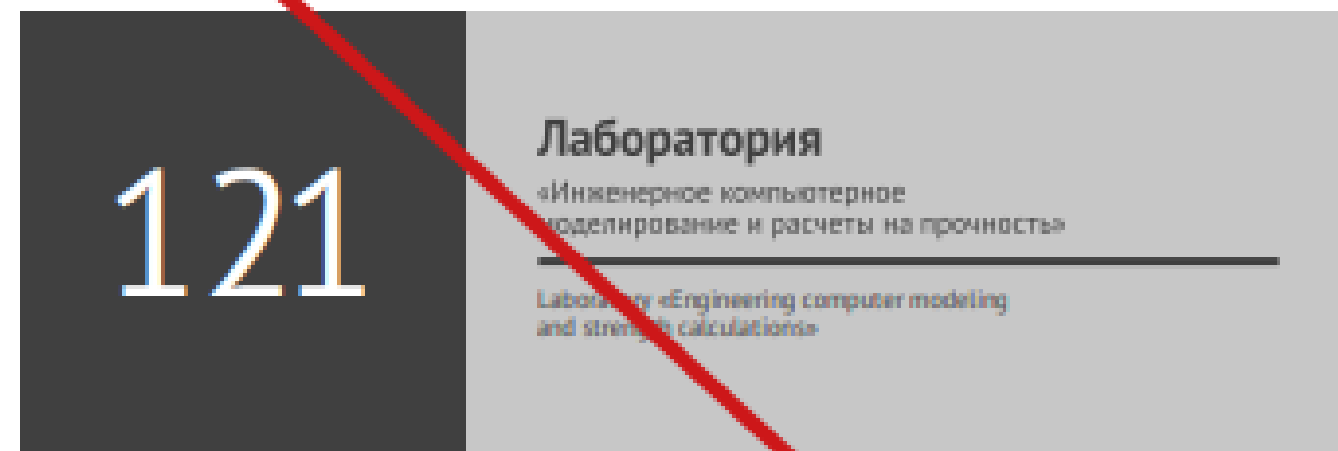 121
Лаборатория
«Инженерное компьютерное
моделирование и расчеты на прочность»
Laboratory «Engineering computer modeling
and strength calculations»